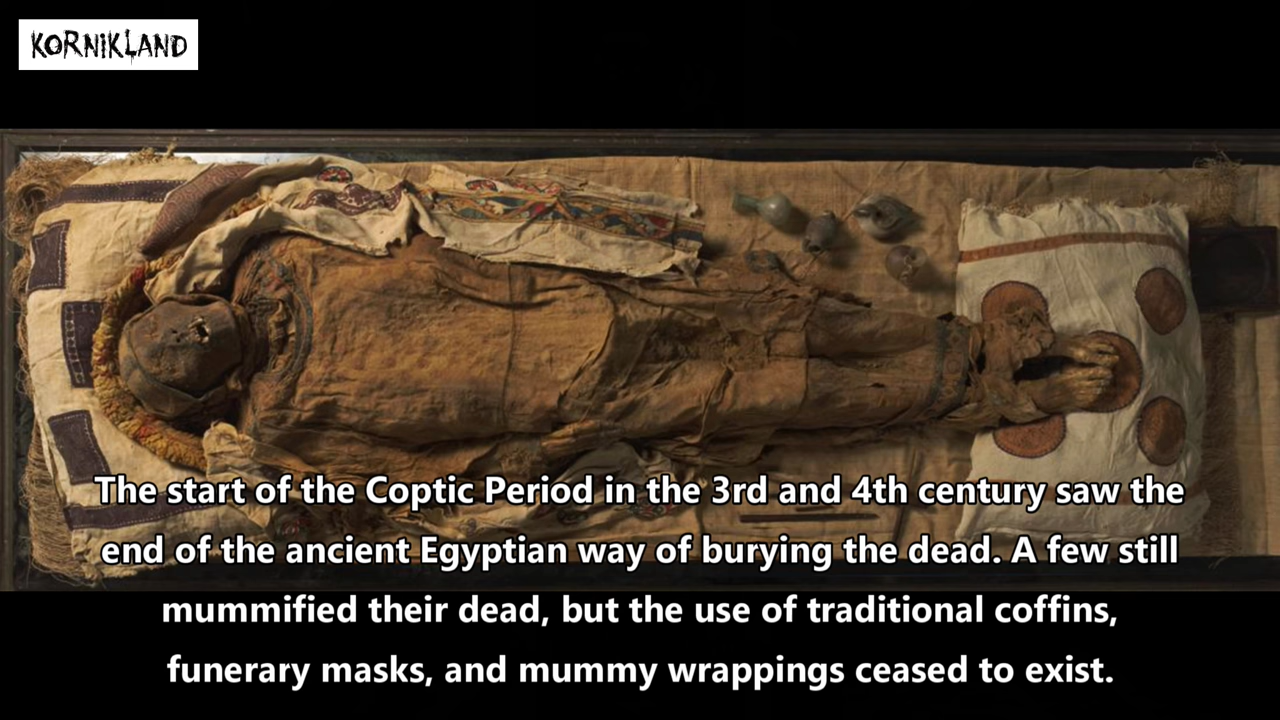 KORNIKLAND
The start of the Coptic Period in the 3rd and 4th century saw the
end of the ancient Egyptian way of burying the dead. A few still
mummified their dead, but the use of traditional coffins,
funerary masks, and mummy wrappings ceased to exist.